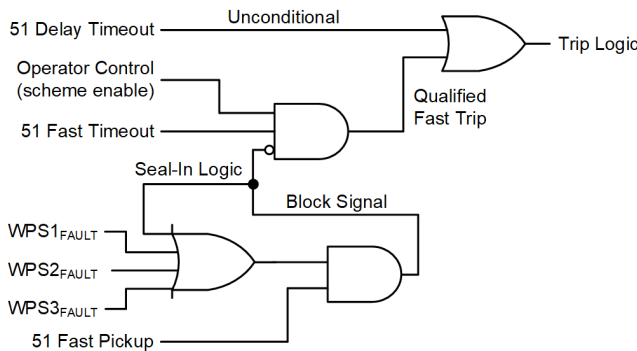 Unconditional
51 Delay Timeout
Trip Logic
Operator Control
(scheme enable)
Qualified
Fast Trip
51 Fast Timeout
Seal-In Logic
Block Signal
WPS1FAULT
WPS2FAULT
WPS3FAULT
51 Fast Pickup